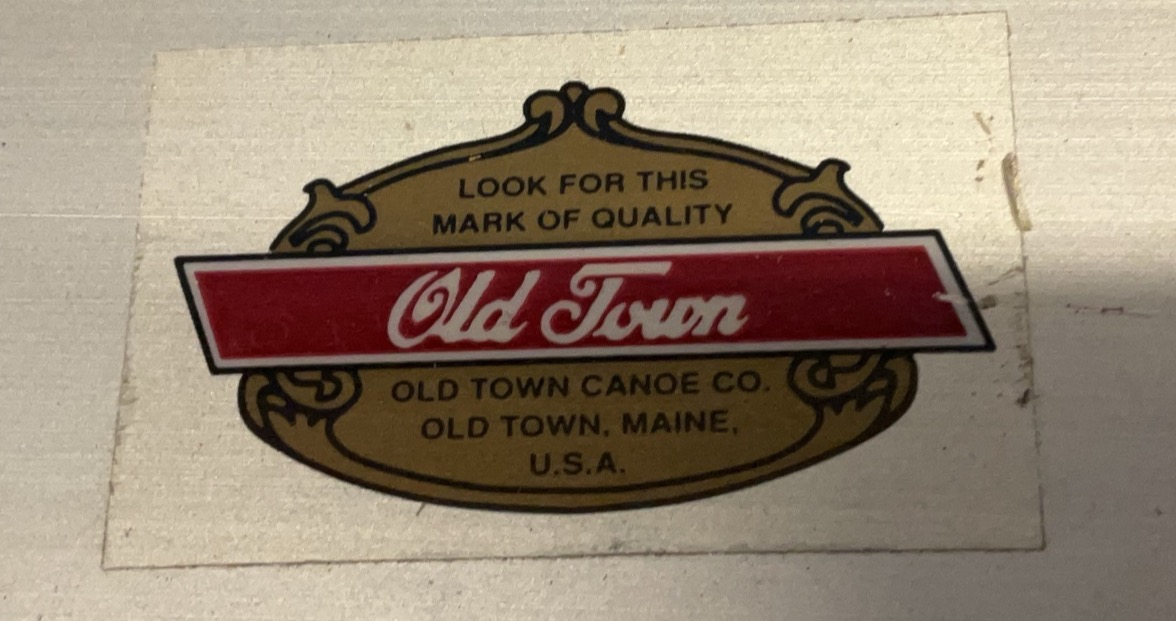 LOOK FOR THIS
MARK OF QUALITY
Old Town
OLD TOWN CANOE CO.
OLD TOWN, MAINE,
U.S.A.